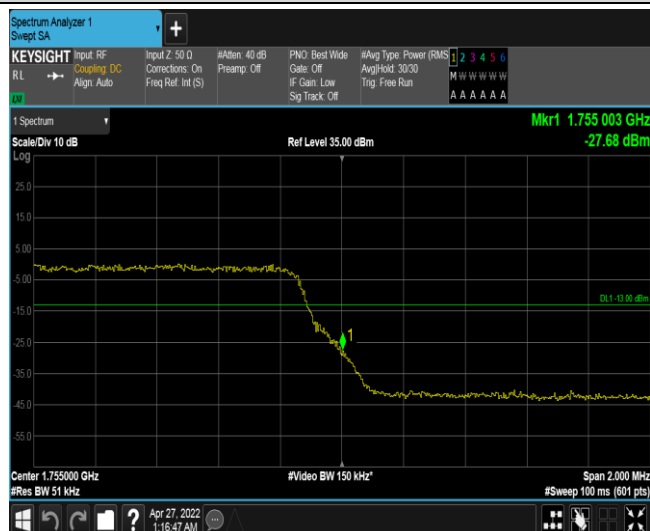 Spectrum Analyzer 1
Swept SA
+
KEYSIGHT
RL
Input: RF
Coupling: DC
Align: Auto
Input Z: 50 Ω
Corrections: On
Freq Ref: Int (S)
#Atten: 40 dB
Preamp: Off
PNO: Best Wide
Gate: Off
IF Gain: Low
Sig Track: Off
#Avg Type: Power (RMS
Avg|Hold: 30/30
Trig: Free Run
1 2 3 4 5 6
M W W W W W
A A A A A A
1 Spectrum
Mkr1 1.755 003 GHz
-27.68 dBm
Scale/Div 10 dB
Ref Level 35.00 dBm
Log
25.0
15.0
5.00
-5.00
DL1 -13.00 dBm
-15.0
1
-25.0
-35.0
-45.0
-55.0
Center 1.755000 GHz
#Video BW 150 kHz*
Span 2.000 MHz
#Res BW 51 kHz
#Sweep 100 ms (601 pts)
?
Apr 27, 2022
1:16:47 AM